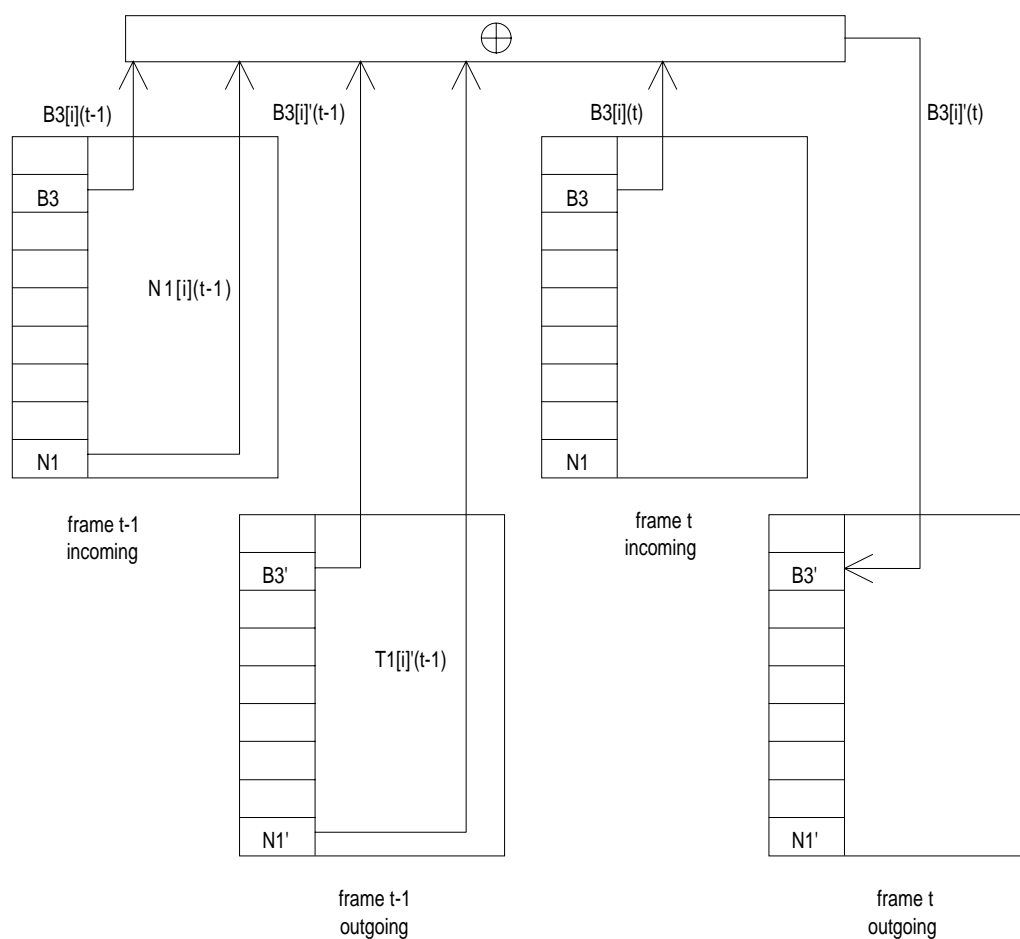 B3[i](t-1)
B3[i]'(t-1)
B3[i](t)
B3[i]'(t)
B3
B3
N1[i](t-1)
N1
N1
frame t-1
incoming
frame t
incoming
B3'
B3'
T1[i]'(t-1)
N1'
N1'
frame t-1
outgoing
frame t
outgoing